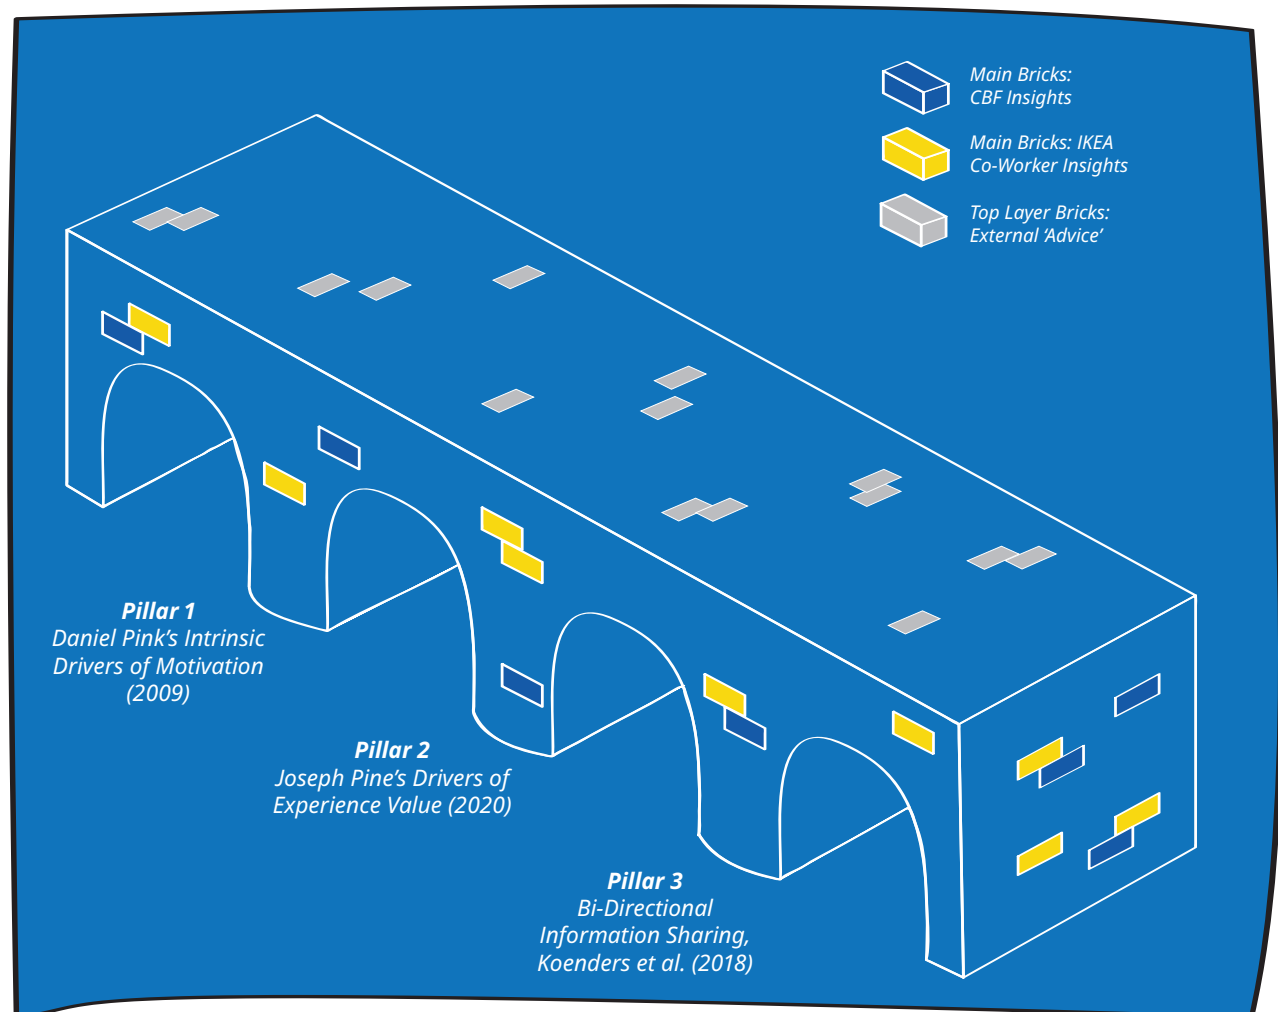 Main Bricks:
CBF Insights
Main Bricks: IKEA
Co-Worker Insights
Top Layer Bricks:
External ‘Advice’
Pillar 1
Daniel Pink’s Intrinsic
Drivers of Motivation
(2009)
Pillar 2
Joseph Pine’s Drivers of
Experience Value (2020)
Pillar 3
Bi-Directional
Information Sharing,
Koenders et al. (2018)